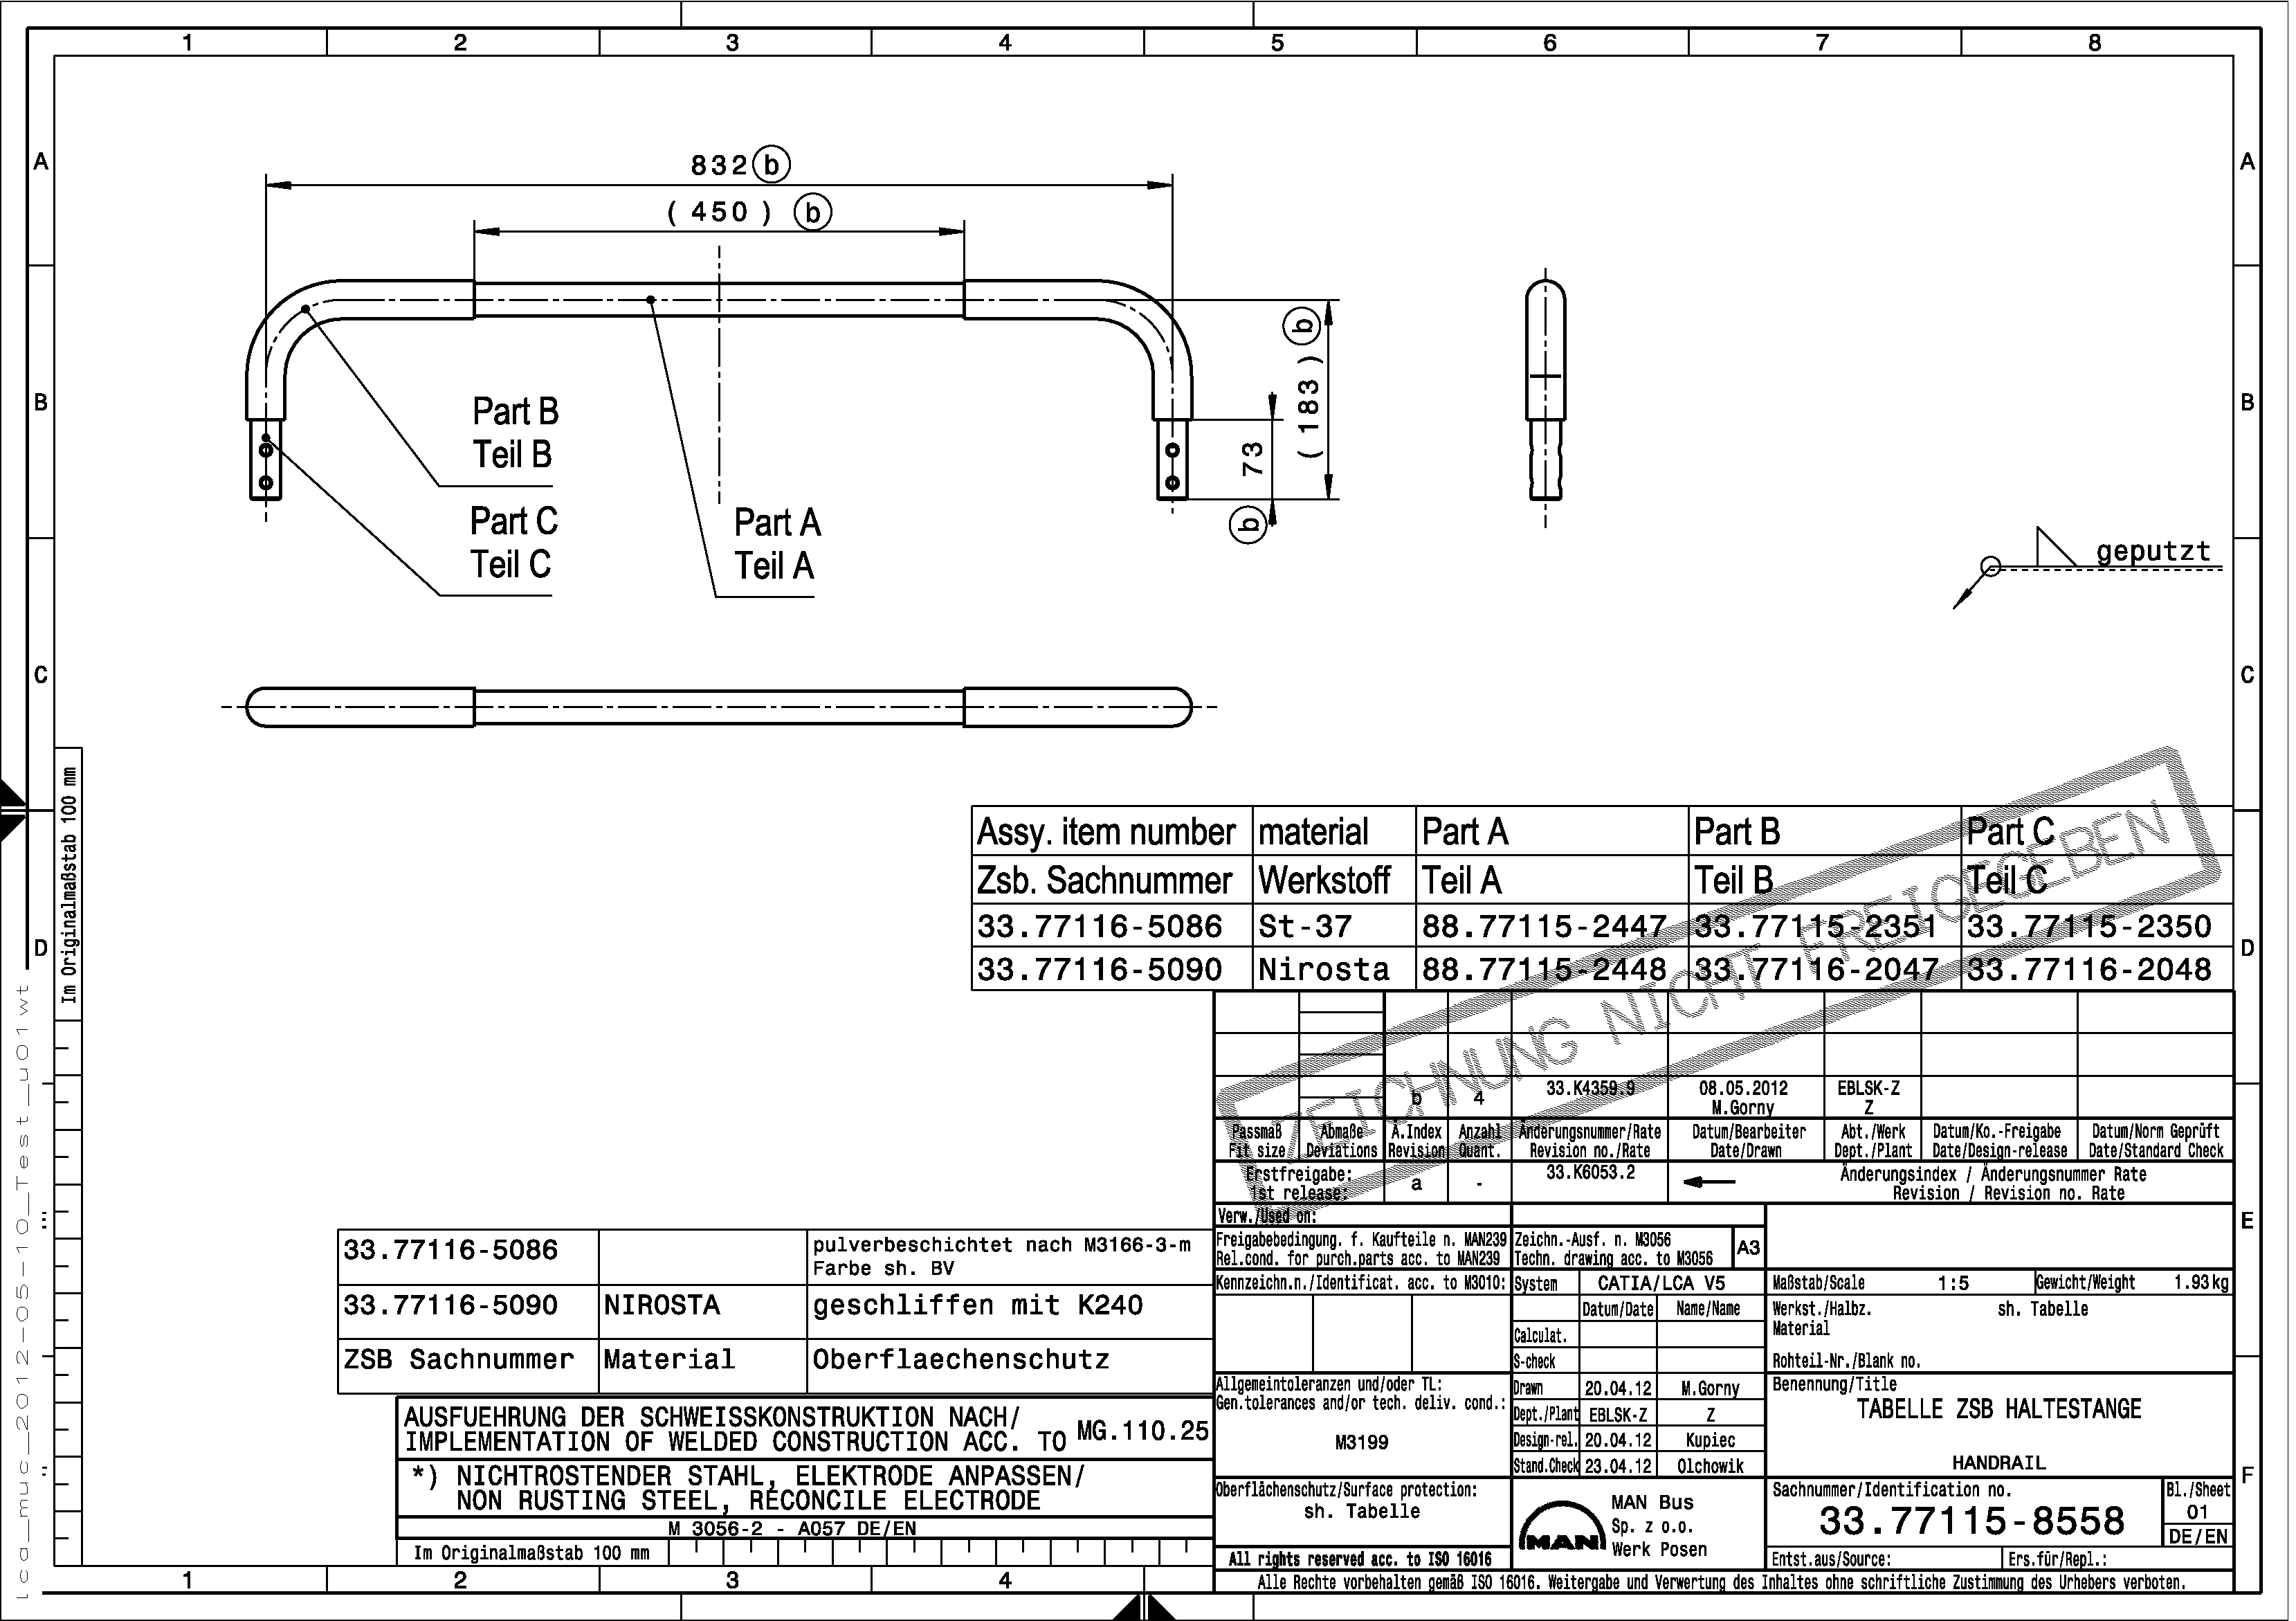 1 2 3 4 5 6 7 8
A A
832 b
( 450 ) b
B B
b
( 183 )
73
b
Part B
Teil B
Part C
Teil C
Part A
Teil A
geputzt
C C
Im Originalmaßstab 100 mm
Assy. item number material Part A Part B Part C
Zsb. Sachnummer Werkstoff Teil A Teil B Teil C
33.77116-5086 St-37 88.77115-2447 33.77115-2351 33.77115-2350
33.77116-5090 Nirosta 88.77115-2448 33.77116-2047 33.77116-2048
D D
ZEICHNUNG NICHT FREIGEGEBEN
lca_muc_2012-05-10_Test_u01wt
b 4 33.K4359.9 08.05.2012 EBLSK-Z
M.Gorny Z
Passmaß Abmaße Ä.Index Anzahl Änderungsnummer/Rate Datum/Bearbeiter Abt./Werk Datum/Ko.-Freigabe Datum/Norm Geprüft
Fit size Deviations Revision Quant. Revision no./Rate Date/Drawn Dept./Plant Date/Design-release Date/Standard Check
Erstfreigabe: a - 33.K6053.2 Änderungsindex / Änderungsnummer Rate
1st release: Revision / Revision no. Rate
E E
Verw./Used on:
Freigabebedingung. f. Kaufteile n. MAN239 Zeichn.-Ausf. n. M3056 A3
Rel.cond. for purch.parts acc. to MAN239 Techn. drawing acc. to M3056
Kennzeichn.n./Identificat. acc. to M3010: System CATIA/LCA V5 Maßstab/Scale 1:5 Gewicht/Weight 1.93kg
Datum/Date Name/Name Werkst./Halbz. sh. Tabelle
Material
Calculat.
S-check Rohteil-Nr./Blank no.
33.77116-5086 pulverbeschichtet nach M3166-3-m
Farbe sh. BV
33.77116-5090 NIROSTA geschliffen mit K240
ZSB Sachnummer Material Oberflaechenschutz
Allgemeintoleranzen und/oder TL: Drawn 20.04.12 M.Gorny Benennung/Title
Gen.tolerances and/or tech. deliv. cond.: Dept./Plant EBLSK-Z Z TABELLE ZSB HALTESTANGE
M3199 Design-rel. 20.04.12 Kupiec
Stand.Check 23.04.12 Olchowik HANDRAIL
AUSFUEHRUNG DER SCHWEISSKONSTRUKTION NACH/
IMPLEMENTATION OF WELDED CONSTRUCTION ACC. TO MG.110.25
*) NICHTROSTENDER STAHL, ELEKTRODE ANPASSEN/
NON RUSTING STEEL, RECONCILE ELECTRODE
M 3056-2 - A057 DE/EN
Im Originalmaßstab 100 mm
F
Oberflächenschutz/Surface protection:
sh. Tabelle
MAN
MAN Bus
Sp. z o.o.
Werk Posen
Sachnummer/Identification no.
33.77115-8558
Bl./Sheet
01
DE/EN
All rights reserved acc. to ISO 16016
Entst.aus/Source: Ers.für/Repl.:
Alle Rechte vorbehalten gemäß ISO 16016. Weitergabe und Verwertung des Inhaltes ohne schriftliche Zustimmung des Urhebers verboten.
1 2 3 4